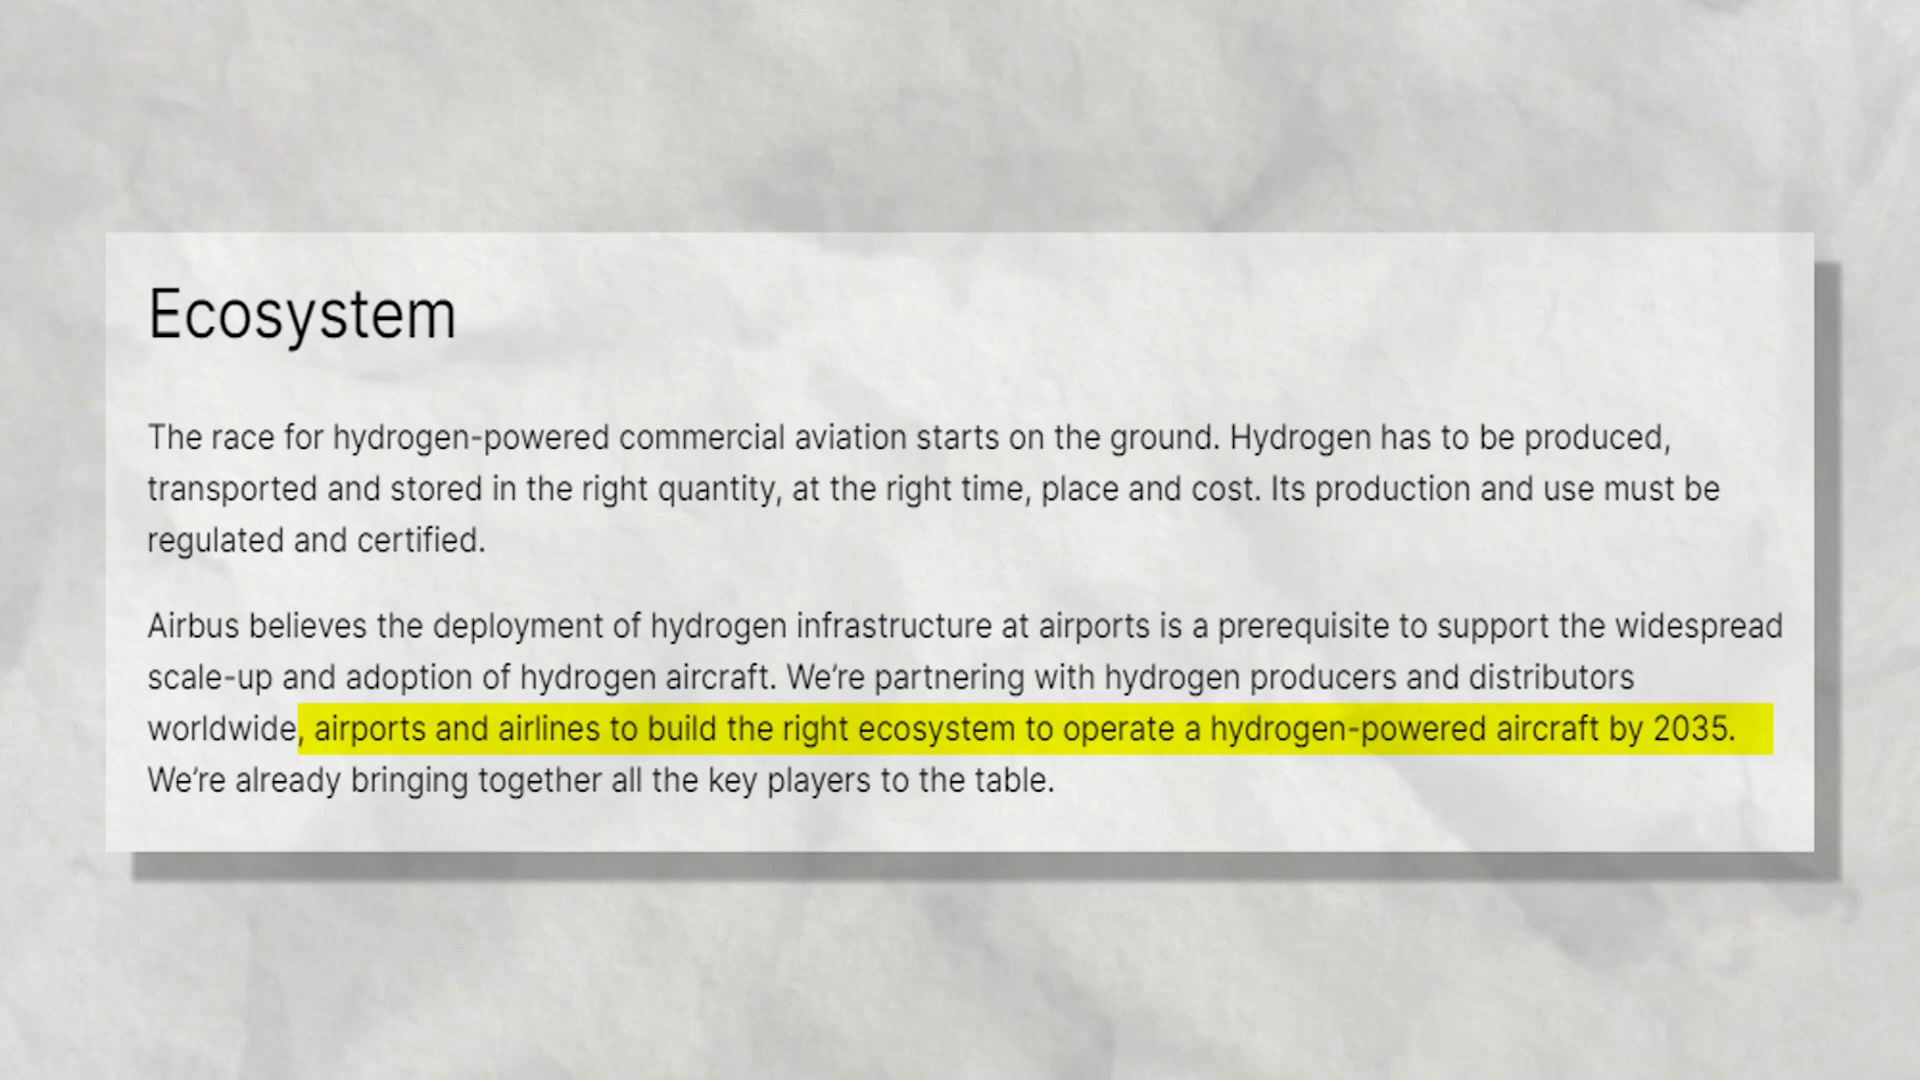 Ecosystem
The race for hydrogen-powered commercial aviation starts on the ground. Hydrogen has to be produced,
transported and stored in the right quantity, at the right time, place and cost. Its production and use must be
regulated and certified.
Airbus believes the deployment of hydrogen infrastructure at airports is a prerequisite to support the widespread
scale-up and adoption of hydrogen aircraft. We’re partnering with hydrogen producers and distributors
worldwide, airports and airlines to build the right ecosystem to operate a hydrogen-powered aircraft by 2035.
We’re already bringing together all the key players to the table.